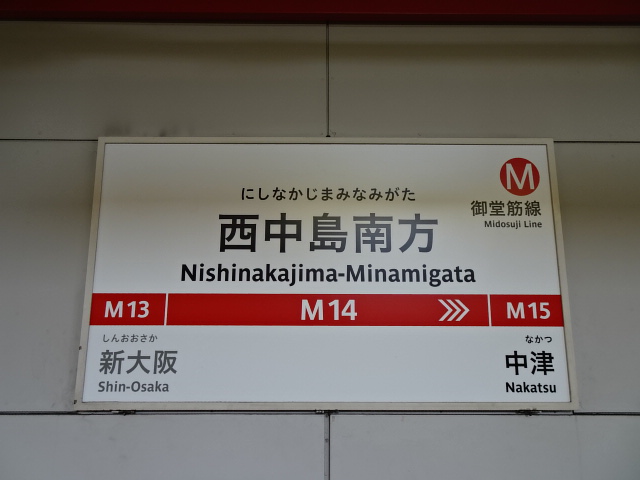 M
御堂筋線
Midosuji Line
にしなかじまみなみがた
西中島南方
Nishinakajima-Minamigata
M13
M14
M15
しんおおさか
新大阪
Shin-Osaka
なかつ
中津
Nakatsu